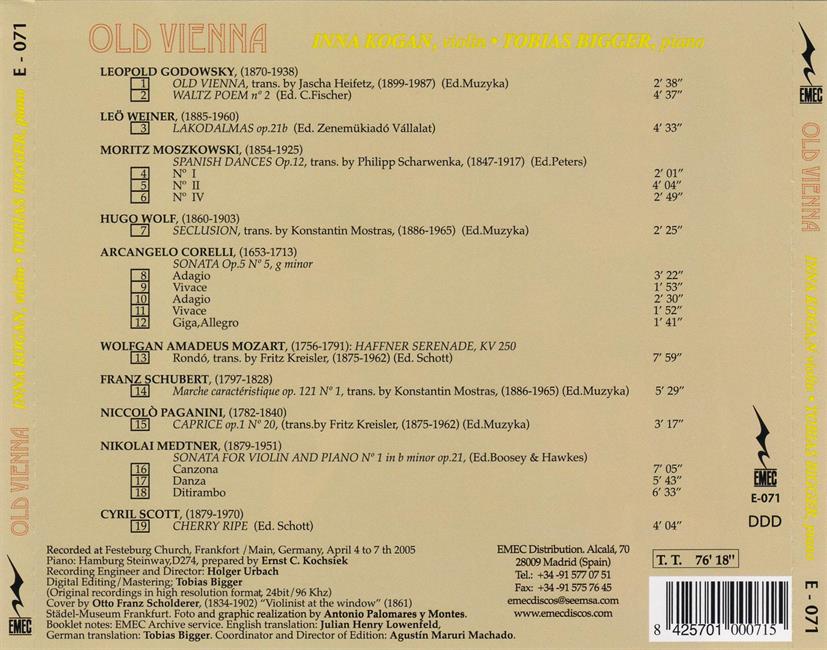 OLD VIENNA
INNA KOGAN, violin • TOBIAS BIGGER, piano
LEOPOLD GODOWSKY, (1870-1938)
1 OLD VIENNA, trans. by Jascha Heifetz, (1899-1987) (Ed.Muzyka) 2' 38"
2 WALTZ POEM nº 2 (Ed. C.Fischer) 4' 37"
LEÖ WEINER, (1885-1960)
3 LAKODALMAS op.21b (Ed. Zenemükiadó Vállalat) 4' 33"
MORITZ MOSZKOWSKI, (1854-1925)
SPANISH DANCES Op.12, trans. by Philipp Scharwenka, (1847-1917) (Ed.Peters)
4 Nº I 2' 01"
5 Nº II 4' 04"
6 Nº IV 2' 49"
HUGO WOLF, (1860-1903)
7 SECLUSION, trans. by Konstantin Mostras, (1886-1965) (Ed.Muzyka) 2' 25"
ARCANGELO CORELLI, (1653-1713)
SONATA Op.5 Nº 5, g minor
8 Adagio 3' 22"
9 Vivace 1' 53"
10 Adagio 2' 30"
11 Vivace 1' 52"
12 Giga,Allegro 1' 41"
WOLFGAN AMADEUS MOZART, (1756-1791): HAFFNER SERENADE, KV 250
13 Rondó, trans. by Fritz Kreisler, (1875-1962) (Ed. Schott) 7' 59"
FRANZ SCHUBERT, (1797-1828)
14 Marche caractéristique op. 121 Nº 1, trans. by Konstantin Mostras, (1886-1965) (Ed.Muzyka) 5' 29"
NICCOLÒ PAGANINI, (1782-1840)
15 CAPRICE op.1 Nº 20, (trans.by Fritz Kreisler, (1875-1962) (Ed.Muzyka) 3' 17"
NIKOLAI MEDTNER, (1879-1951)
SONATA FOR VIOLIN AND PIANO Nº 1 in b minor op.21, (Ed.Boosey & Hawkes)
16 Canzona 7' 05"
17 Danza 5' 43"
18 Ditirambo 6' 33"
CYRIL SCOTT, (1879-1970)
19 CHERRY RIPE (Ed. Schott) 4' 04"
Recorded at Festeburg Church, Frankfort /Main, Germany, April 4 to 7 th 2005
Piano: Hamburg Steinway,D274, prepared by Ernst C. Kochsiek
Recording Engineer and Director: Holger Urbach
Digital Editing/Mastering; Tobias Bigger
(Original recordings in high resolution format, 24bit/96 Khz)
Cover by Otto Franz Scholderer, (1834-1902) "Violinist at the window" (1861)
Städel-Museum Frankfurt. Foto and graphic realization by Antonio Palomares y Montes.
Booklet notes: EMEC Archive service. English translation: Julian Henry Lowenfeld,
German translation: Tobias Bigger. Coordinator and Director of Edition: Agustín Maruri Machado.
EMEC Distribution. Alcalá, 70
28009 Madrid (Spain)
Tel.: +34 -91 577 07 51
Fax: +34 -91 575 76 45
emecdiscos@seemsa.com
www.emecdiscos.com
EMEC
E-071
DDD
T. T. 76' 18"
8 425701 000715
E - 071
INNA KOGAN, violin • TOBIAS BIGGER, piano
OLD VIENNA
EMEC
EMEC
OLD VIENNA
INNA KOGAN, violin • TOBIAS BIGGER, piano
E - 071